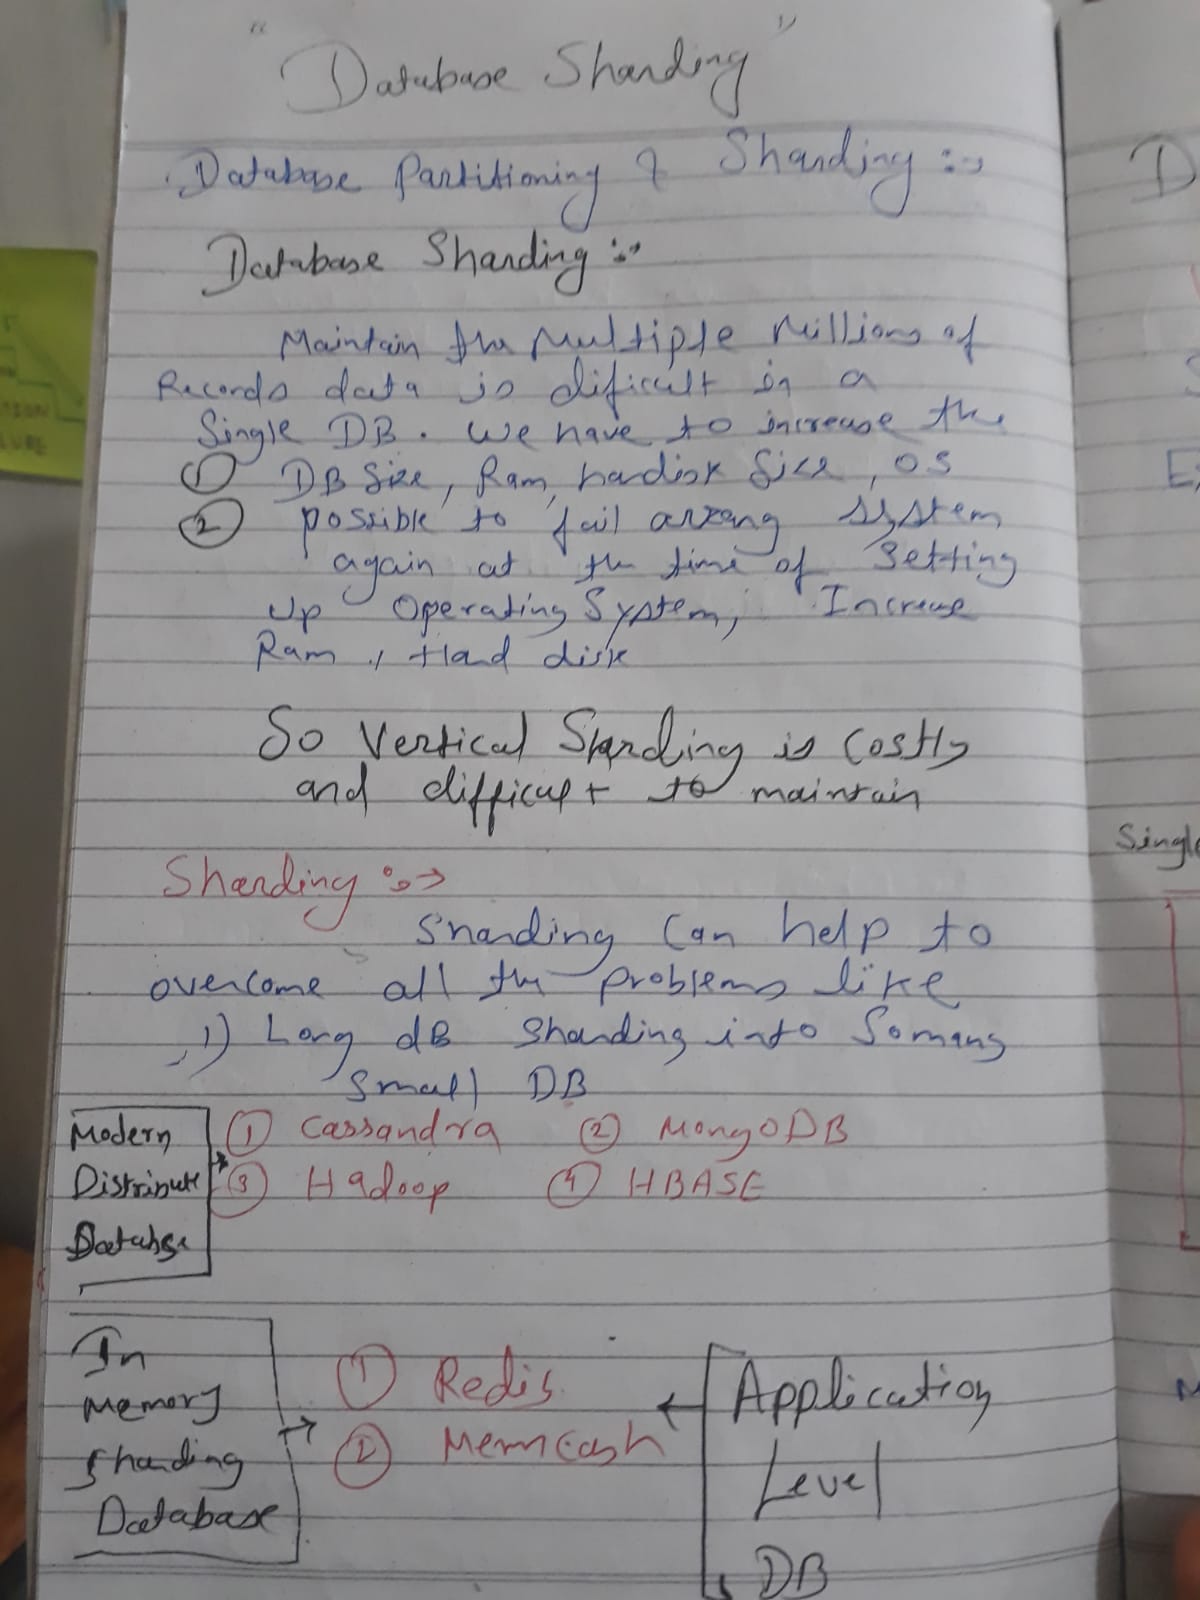 " Database Sharding "
Database Partitioning & Sharding :→
Database Sharding :→
Maintain the Multiple Millions of
Records data is dificult in a
Single DB. We have to increase the
① DB Size, Ram, hardisk Size, OS
② possible to fail system
again at the time of Setting
Up Operating System, Increase
Ram, Hard disk
So Vertical Sharding is Costly
and difficult to maintain
Sharding :→
Sharding Can help to
overcome all the problems like
1) Larg dB Sharding into Somany
Small DB
Modern
Distribute
Databse
→
① Cassandra ② MongoDB
③ Hadoop ④ HBASE
In
Memory
Sharding
Database
→
① Redis
② Memcash
←
Application
Level
DB
D
Single